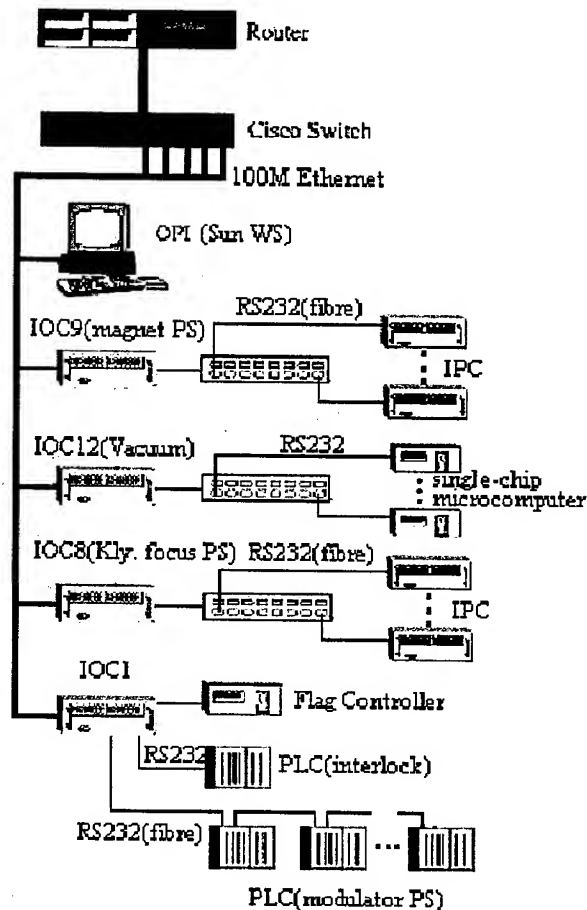 Router
Cisco Switch
100M Ethernet
OPI (Sun WS)
RS232(fibre)
IOC9(magnet PS)
IPC
IOC12(Vacuum)
RS232
single-chip
microcomputer
IOC8(Kly. focus PS)
RS232(fibre)
IPC
IOC1
Flag Controller
RS232
PLC(interlock)
RS232(fibre)
PLC(modulator PS)